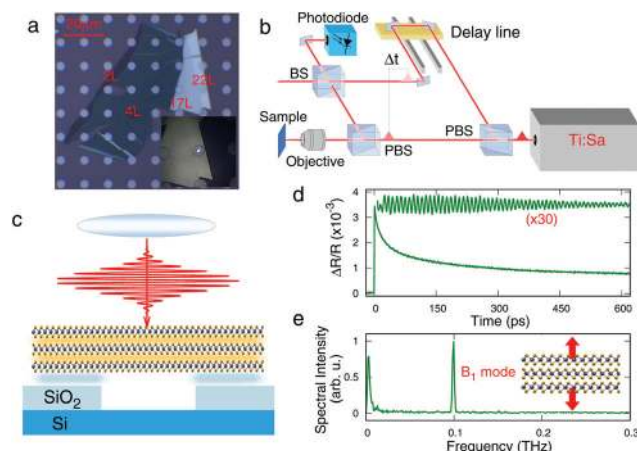 a
2L
4L
17L
22L
b
Photodiode
Delay line
Δt
BS
Sample
Objective
PBS
PBS
Ti:Sa
c
SiO2
Si
d
ΔR/R (x10-3)
4
3
2
1
0
(x30)
0 150 300 450 600
Time (ps)
e
Spectral Intensity
(arb. u.)
1
0.5
0
B1 mode
0 0.1 0.2 0.3
Frequency (THz)